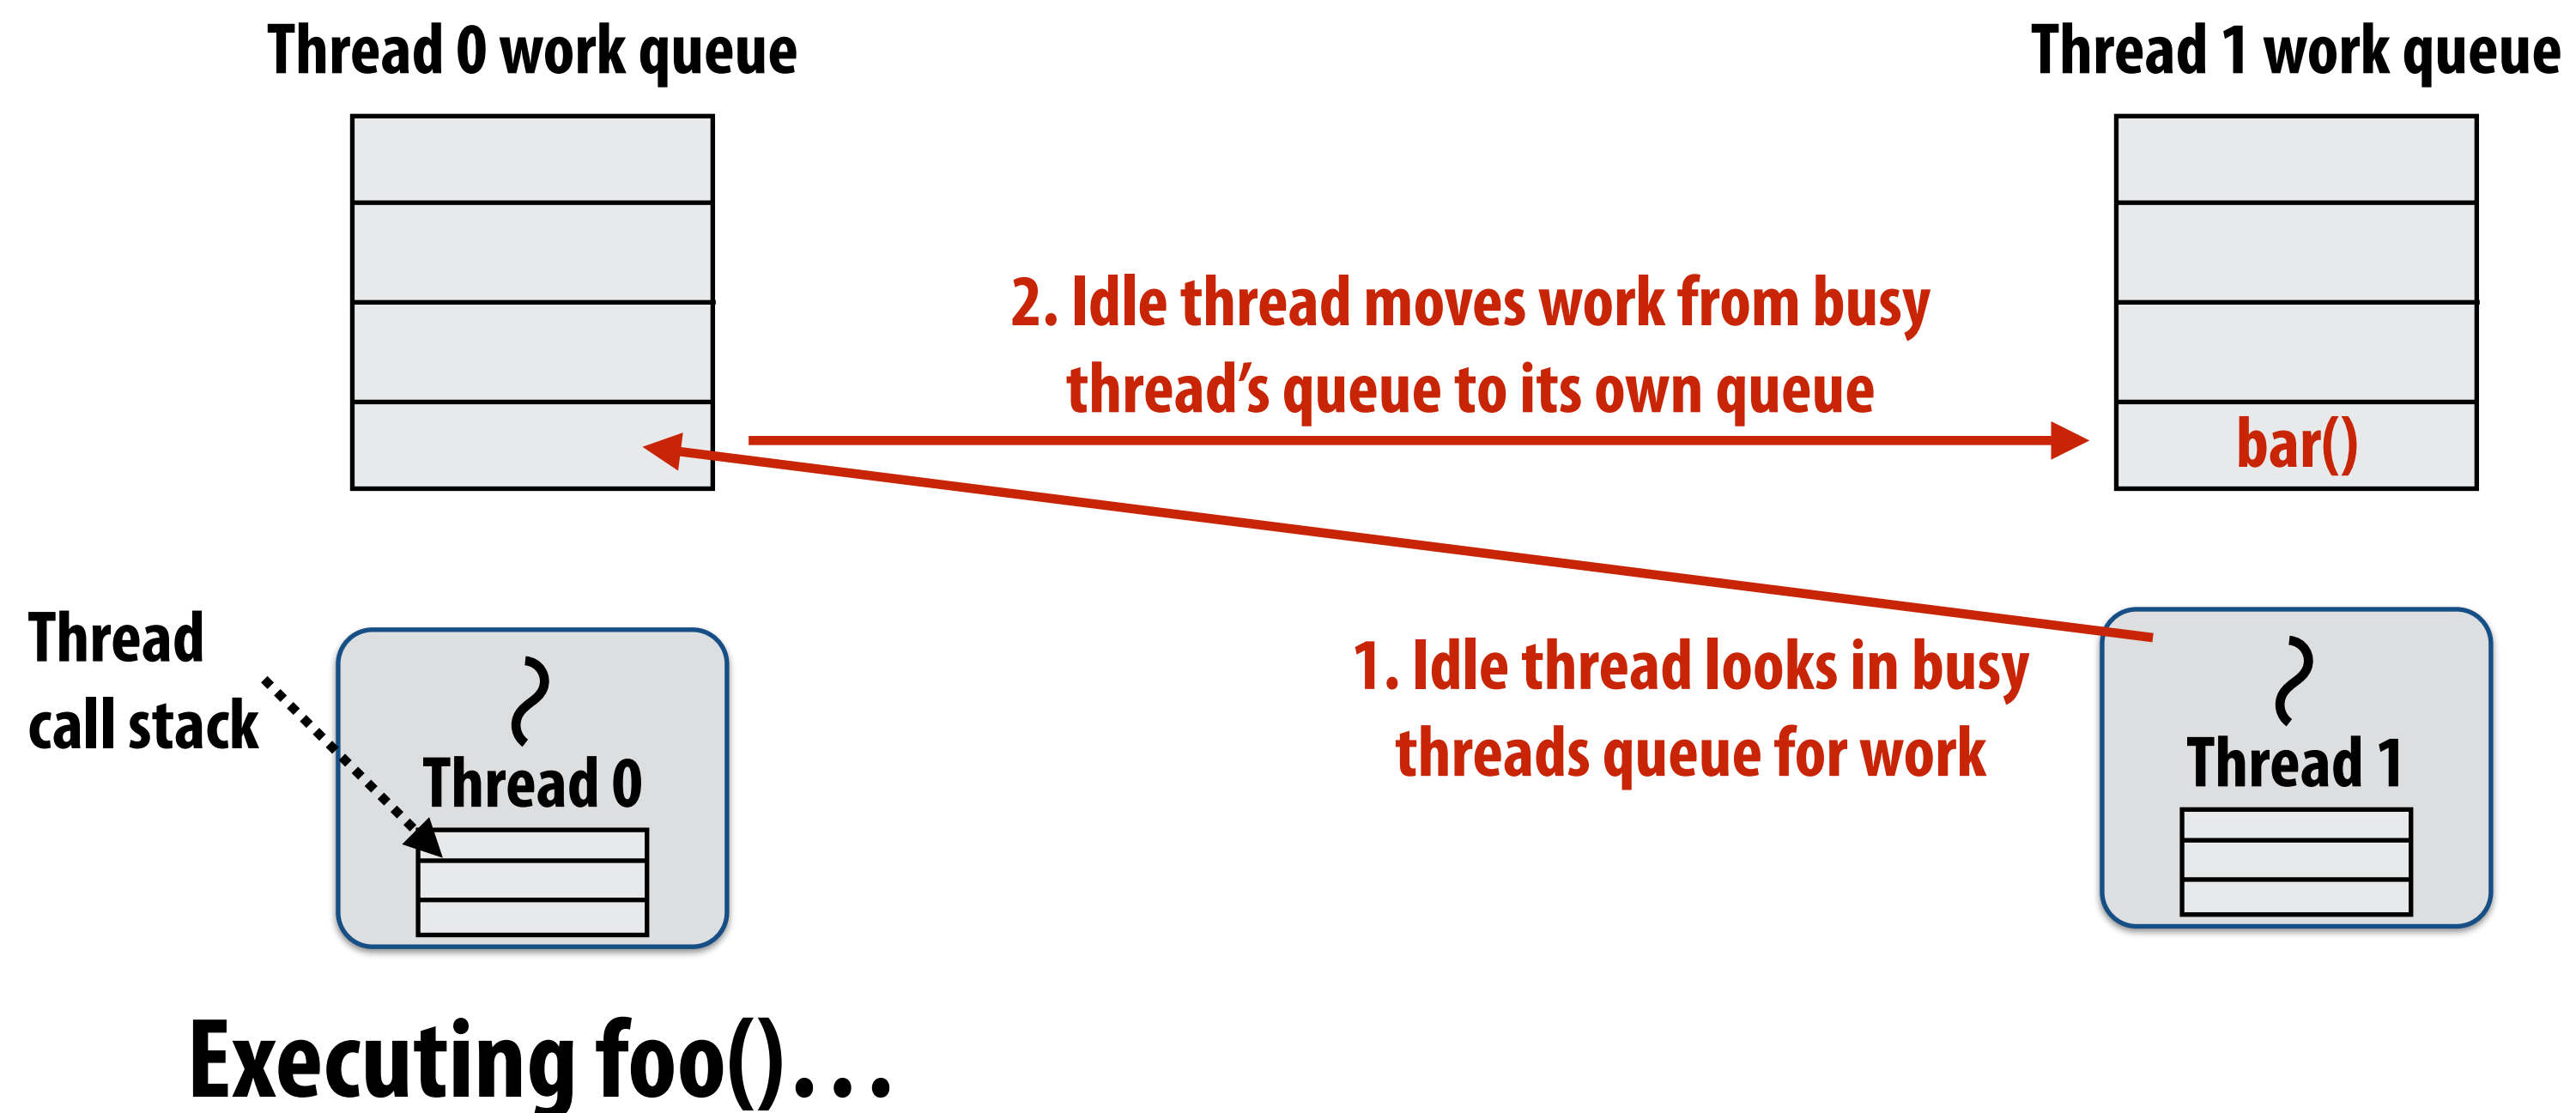 Thread 0 work queue
Thread 1 work queue
2. Idle thread moves work from busy
thread’s queue to its own queue
bar()
Thread
call stack
1. Idle thread looks in busy
threads queue for work
Thread 0
Thread 1
Executing foo()…